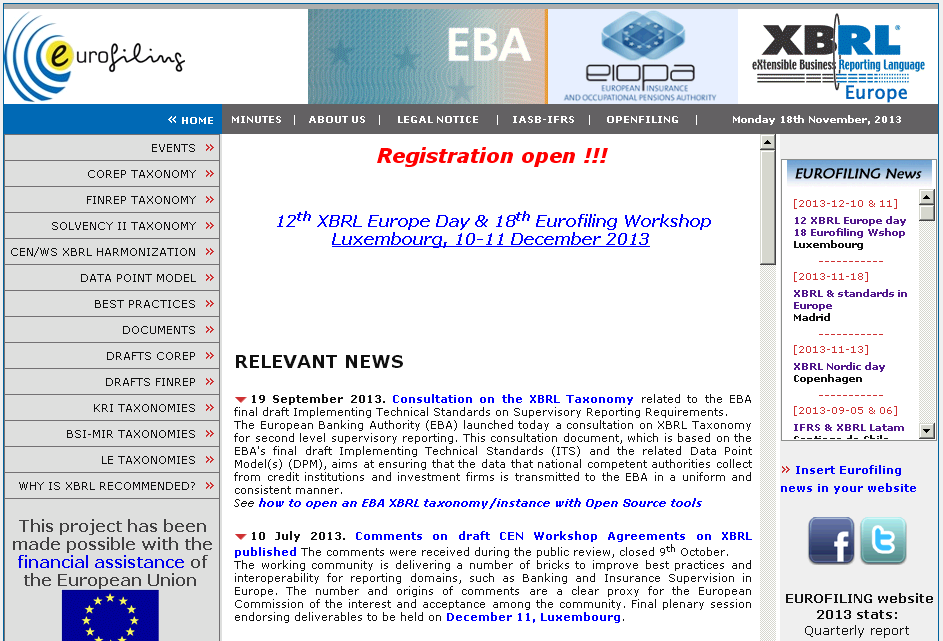 eurofiling
EBA
eiopa
EUROPEAN INSURANCE
AND OCCUPATIONAL PENSIONS AUTHORITY
XBRL®
eXtensible Business Reporting Language
Europe
« HOME
MINUTES | ABOUT US | LEGAL NOTICE | IASB-IFRS | OPENFILING |
Monday 18th November, 2013
EVENTS »
COREP TAXONOMY »
FINREP TAXONOMY »
SOLVENCY II TAXONOMY »
CEN/WS XBRL HARMONIZATION »
DATA POINT MODEL »
BEST PRACTICES »
DOCUMENTS »
DRAFTS COREP »
DRAFTS FINREP »
KRI TAXONOMIES »
BSI-MIR TAXONOMIES »
LE TAXONOMIES »
WHY IS XBRL RECOMMENDED? »
This project has been
made possible with the
financial assistance of
the European Union
Registration open !!!
12th XBRL Europe Day & 18th Eurofiling Workshop
Luxembourg, 10-11 December 2013
RELEVANT NEWS
19 September 2013. Consultation on the XBRL Taxonomy related to the EBA
final draft Implementing Technical Standards on Supervisory Reporting Requirements.
The European Banking Authority (EBA) launched today a consultation on XBRL Taxonomy
for second level supervisory reporting. This consultation document, which is based on the
EBA's final draft Implementing Technical Standards (ITS) and the related Data Point
Model(s) (DPM), aims at ensuring that the data that national competent authorities collect
from credit institutions and investment firms is transmitted to the EBA in a uniform and
consistent manner.
See how to open an EBA XBRL taxonomy/instance with Open Source tools
10 July 2013. Comments on draft CEN Workshop Agreements on XBRL
published The comments were received during the public review, closed 9th October.
The working community is delivering a number of bricks to improve best practices and
interoperability for reporting domains, such as Banking and Insurance Supervision in
Europe. The number and origins of comments are a clear proxy for the European
Commission of the interest and acceptance among the community. Final plenary session
endorsing deliverables to be held on December 11, Luxembourg.
EUROFILING News
[2013-12-10 & 11]
12 XBRL Europe day
18 Eurofiling Wshop
Luxembourg
-----------
[2013-11-18]
XBRL & standards in
Europe
Madrid
-----------
[2013-11-13]
XBRL Nordic day
Copenhagen
-----------
[2013-09-05 & 06]
IFRS & XBRL Latam
Santiago de Chile
» Insert Eurofiling
news in your website
f t
EUROFILING website
2013 stats:
Quarterly report